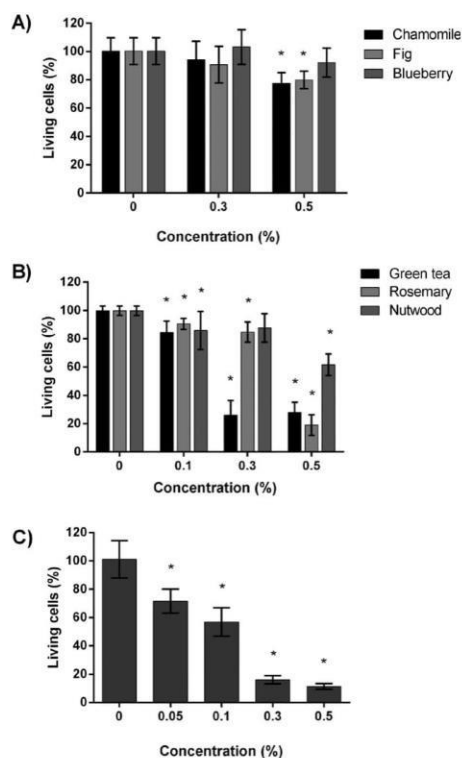 A)
Chamomile
Fig
Blueberry
Living cells (%)
120
100
80
60
40
20
0
* *
0 0.3 0.5
Concentration (%)
B)
Green tea
Rosemary
Nutwood
Living cells (%)
120
100
80
60
40
20
0
* * * * * * * *
0 0.1 0.3 0.5
Concentration (%)
C)
Living cells (%)
120
100
80
60
40
20
0
* * * *
0 0.05 0.1 0.3 0.5
Concentration (%)